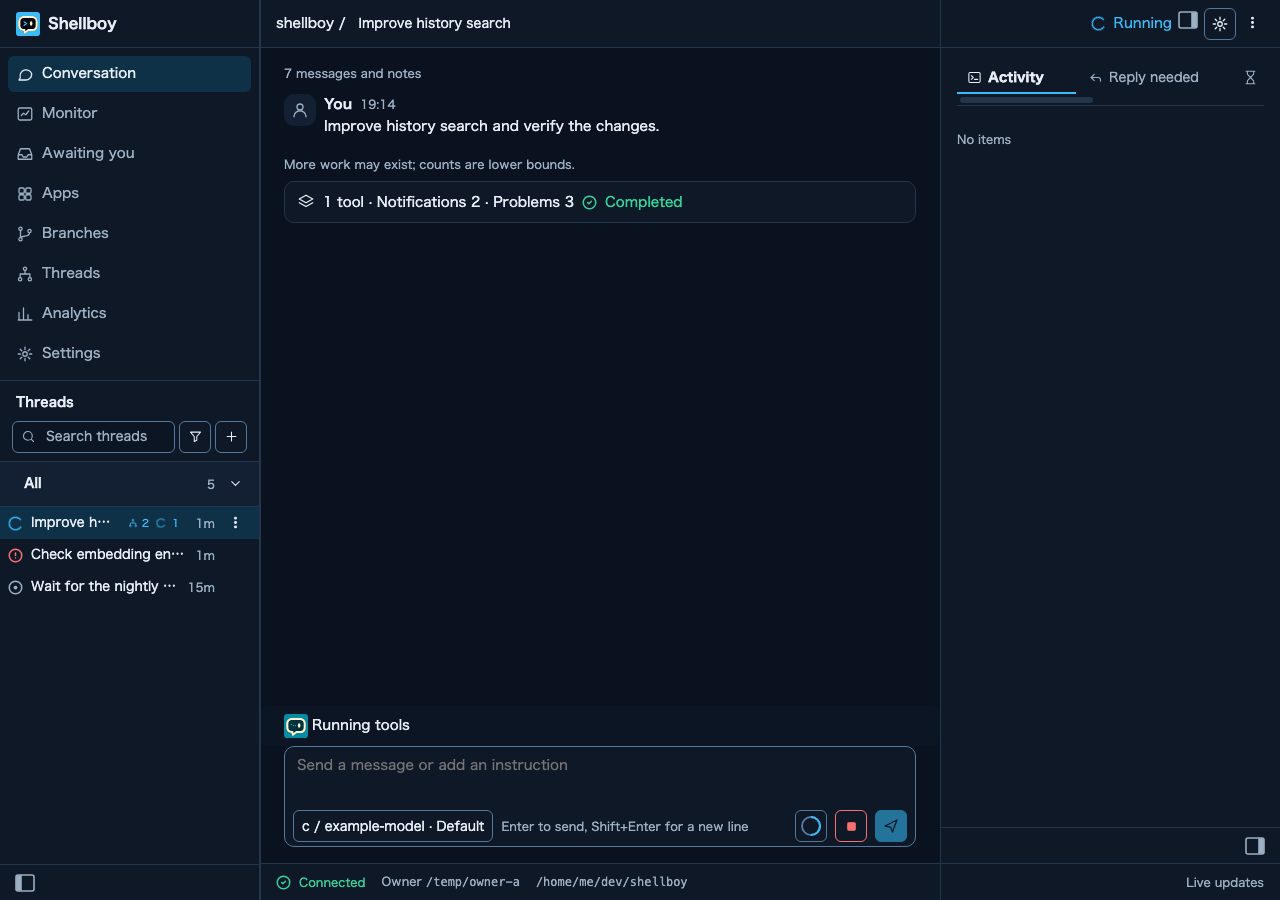 Shellboy
shellboy / Improve history search
Running
Conversation
Monitor
Awaiting you
Apps
Branches
Threads
Analytics
Settings
Threads
Search threads
All 5
Improve h··· 2 1 1m
Check embedding en··· 1m
Wait for the nightly ··· 15m
7 messages and notes
You 19:14
Improve history search and verify the changes.
More work may exist; counts are lower bounds.
1 tool · Notifications 2 · Problems 3 Completed
Running tools
Send a message or add an instruction
c / example-model · Default Enter to send, Shift+Enter for a new line
Activity Reply needed
No items
Connected Owner /temp/owner-a /home/me/dev/shellboy
Live updates